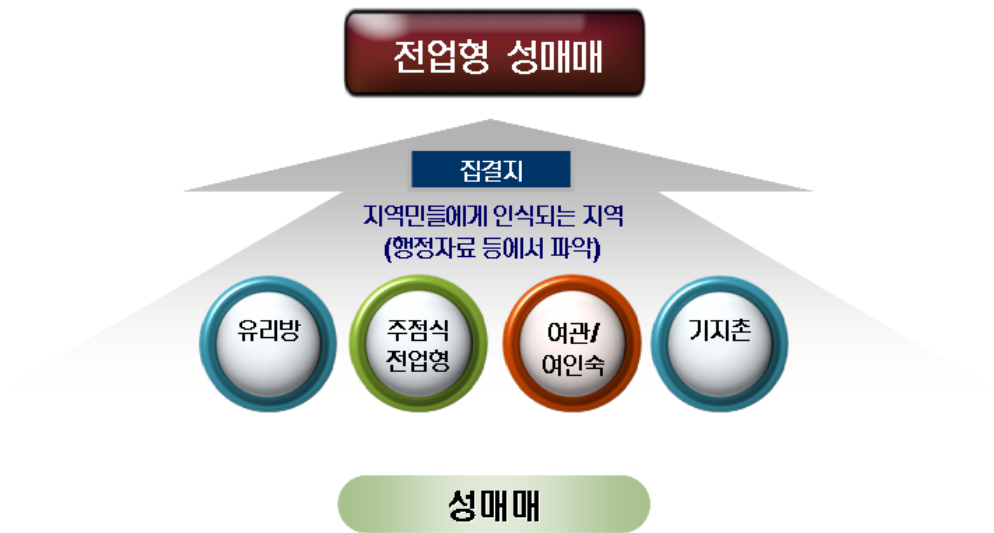 전업형 성매매
집결지
지역민들에게 인식되는 지역
(행정자료 등에서 파악)
유리방
주점식
전업형
여관/
여인숙
기지촌
성매매